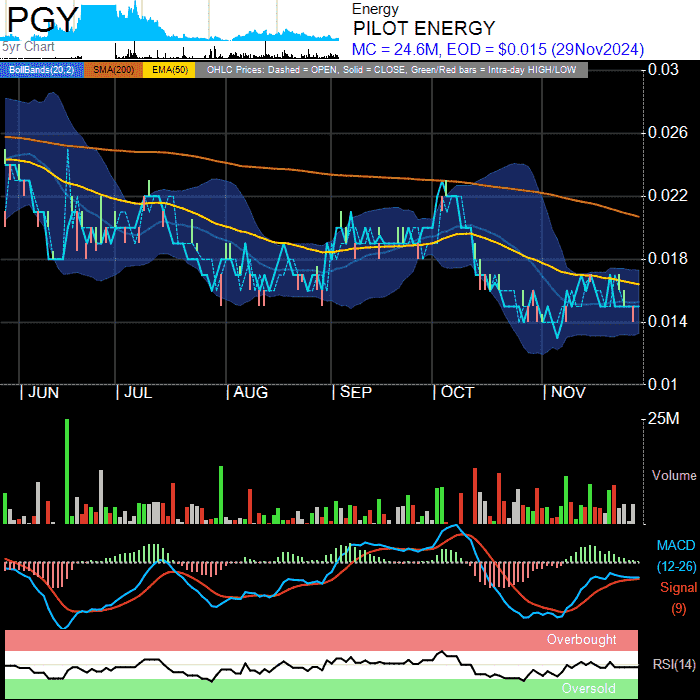 PGY
5yr Chart
Energy
PILOT ENERGY
MC = 24.6M, EOD = $0.015 (29Nov2024)
BollBands(20,2) SMA(200) EMA(50) OHLC Prices: Dashed = OPEN, Solid = CLOSE, Green/Red bars = Intra-day HIGH/LOW
0.03
0.026
0.022
0.018
0.014
0.01
| JUN | JUL | AUG | SEP | OCT | NOV
25M
Volume
MACD
(12-26)
Signal
(9)
Overbought
RSI(14)
Oversold